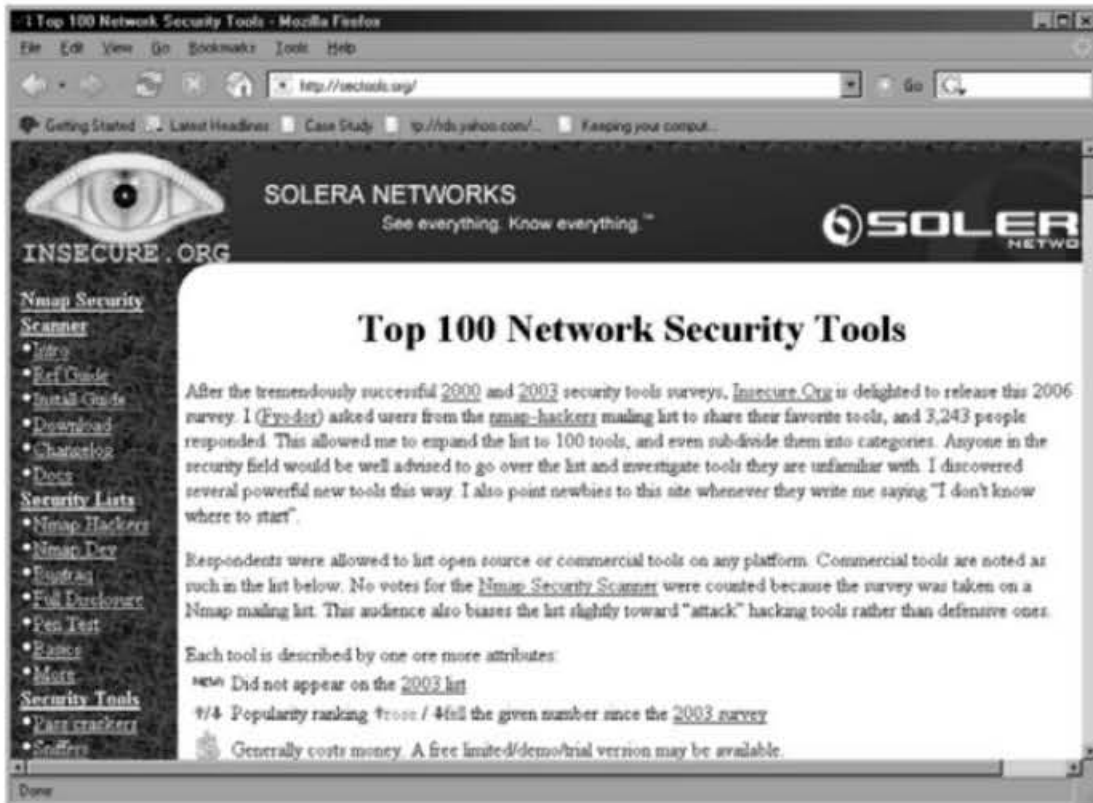 Top 100 Network Security Tools - Mozilla Firefox
File Edit View Go Bookmarks Tools Help
http://sectools.org/ Go
Getting Started Latest Headlines Case Study tp://rds.yahoo.com/... Keeping your comput...
SOLERA NETWORKS
See everything. Know everything.™
SOLER
NETWO
INSECURE.ORG
Nmap Security
Scanner
•Intro
•Ref Guide
•Install Guide
•Download
•Changelog
•Docs
Security Lists
•Nmap Hackers
•Nmap Dev
•Bugtraq
•Full Disclosure
•Pen Test
•Basics
•More
Security Tools
•Pass crackers
•Sniffers
Top 100 Network Security Tools
After the tremendously successful 2000 and 2003 security tools surveys, Insecure.Org is delighted to release this 2006
survey. I (Fyodor) asked users from the nmap-hackers mailing list to share their favorite tools, and 3,243 people
responded. This allowed me to expand the list to 100 tools, and even subdivide them into categories. Anyone in the
security field would be well advised to go over the list and investigate tools they are unfamiliar with. I discovered
several powerful new tools this way. I also point newbies to this site whenever they write me saying "I don't know
where to start".
Respondents were allowed to list open source or commercial tools on any platform. Commercial tools are noted as
such in the list below. No votes for the Nmap Security Scanner were counted because the survey was taken on a
Nmap mailing list. This audience also biases the list slightly toward "attack" hacking tools rather than defensive ones.
Each tool is described by one ore more attributes:
NEW! Did not appear on the 2003 list
↑/↓ Popularity ranking ↑rose / ↓fell the given number since the 2003 survey
$ Generally costs money. A free limited/demo/trial version may be available.
Done